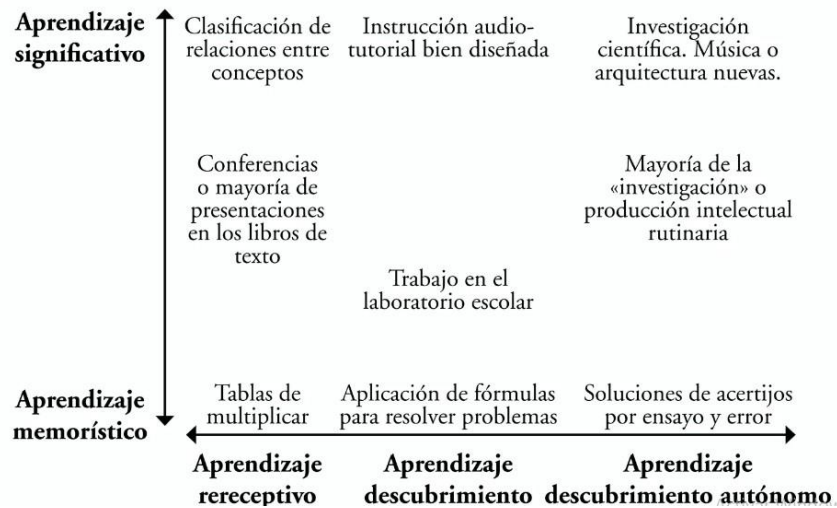 Aprendizaje
significativo
Clasificación de
relaciones entre
conceptos
Instrucción audio-
tutorial bien diseñada
Investigación
científica. Música o
arquitectura nuevas.
Conferencias
o mayoría de
presentaciones
en los libros de
texto
Mayoría de la
«investigación» o
producción intelectual
rutinaria
Trabajo en el
laboratorio escolar
Aprendizaje
memorístico
Tablas de
multiplicar
Aplicación de fórmulas
para resolver problemas
Soluciones de acertijos
por ensayo y error
Aprendizaje
rereceptivo
Aprendizaje
descubrimiento
Aprendizaje
descubrimiento autónomo